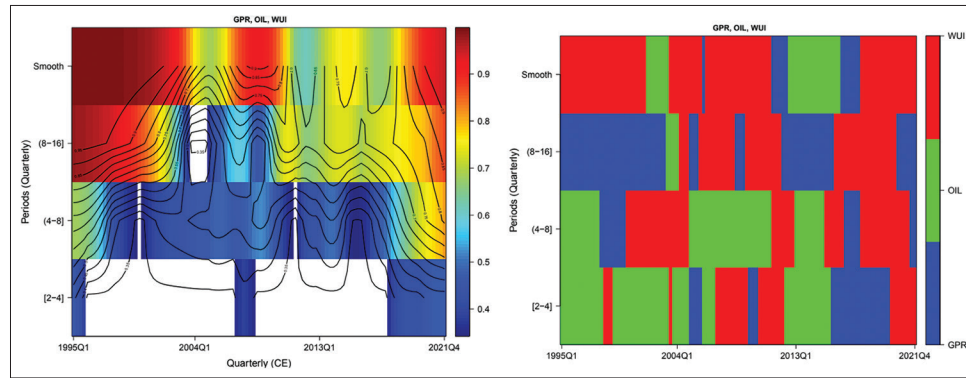 GPR, OIL, WUI
Periods (Quarterly)
Smooth
(8–16]
(4–8]
[2–4]
1995Q1
2004Q1
2013Q1
2021Q4
Quarterly (CE)
0.9
0.8
0.7
0.6
0.5
0.4
GPR, OIL, WUI
Periods (Quarterly)
Smooth
(8–16]
(4–8]
[2–4]
1995Q1
2004Q1
2013Q1
2021Q4
WUI
OIL
GPR